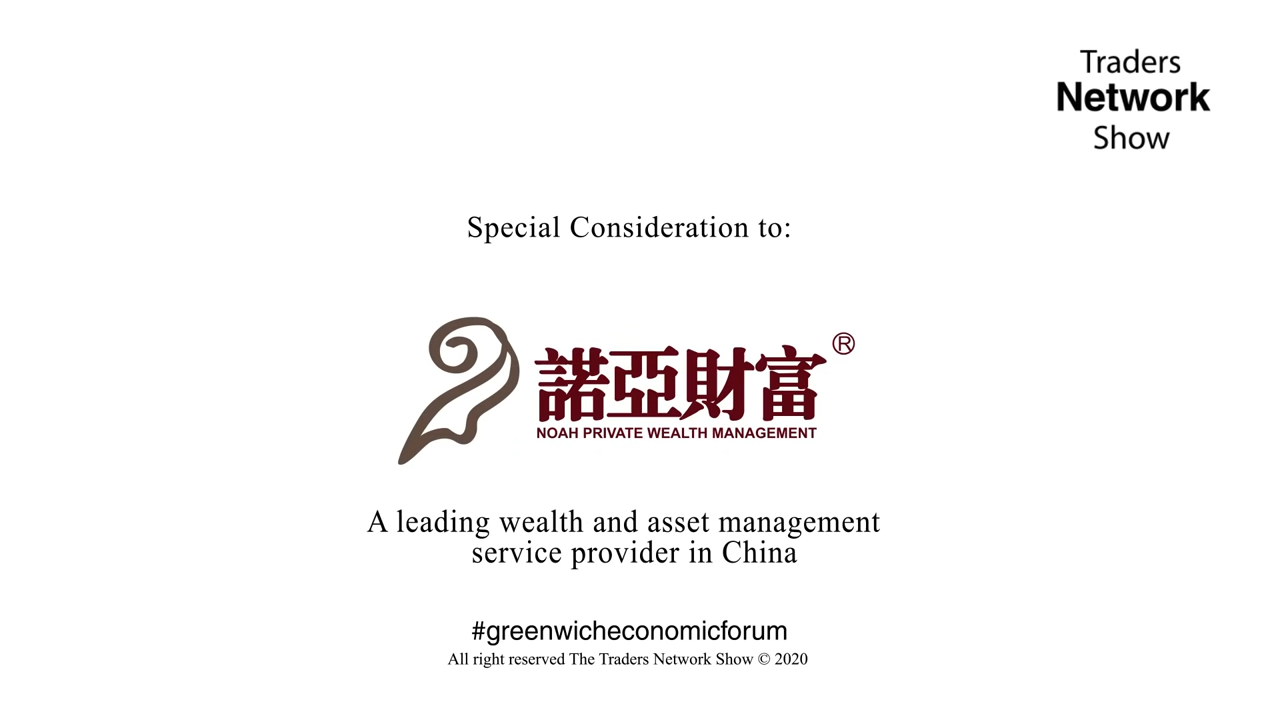 Traders
Network
Show
Special Consideration to:
諾亞財富®
NOAH PRIVATE WEALTH MANAGEMENT
A leading wealth and asset management
service provider in China
#greenwicheconomicforum
All right reserved The Traders Network Show © 2020